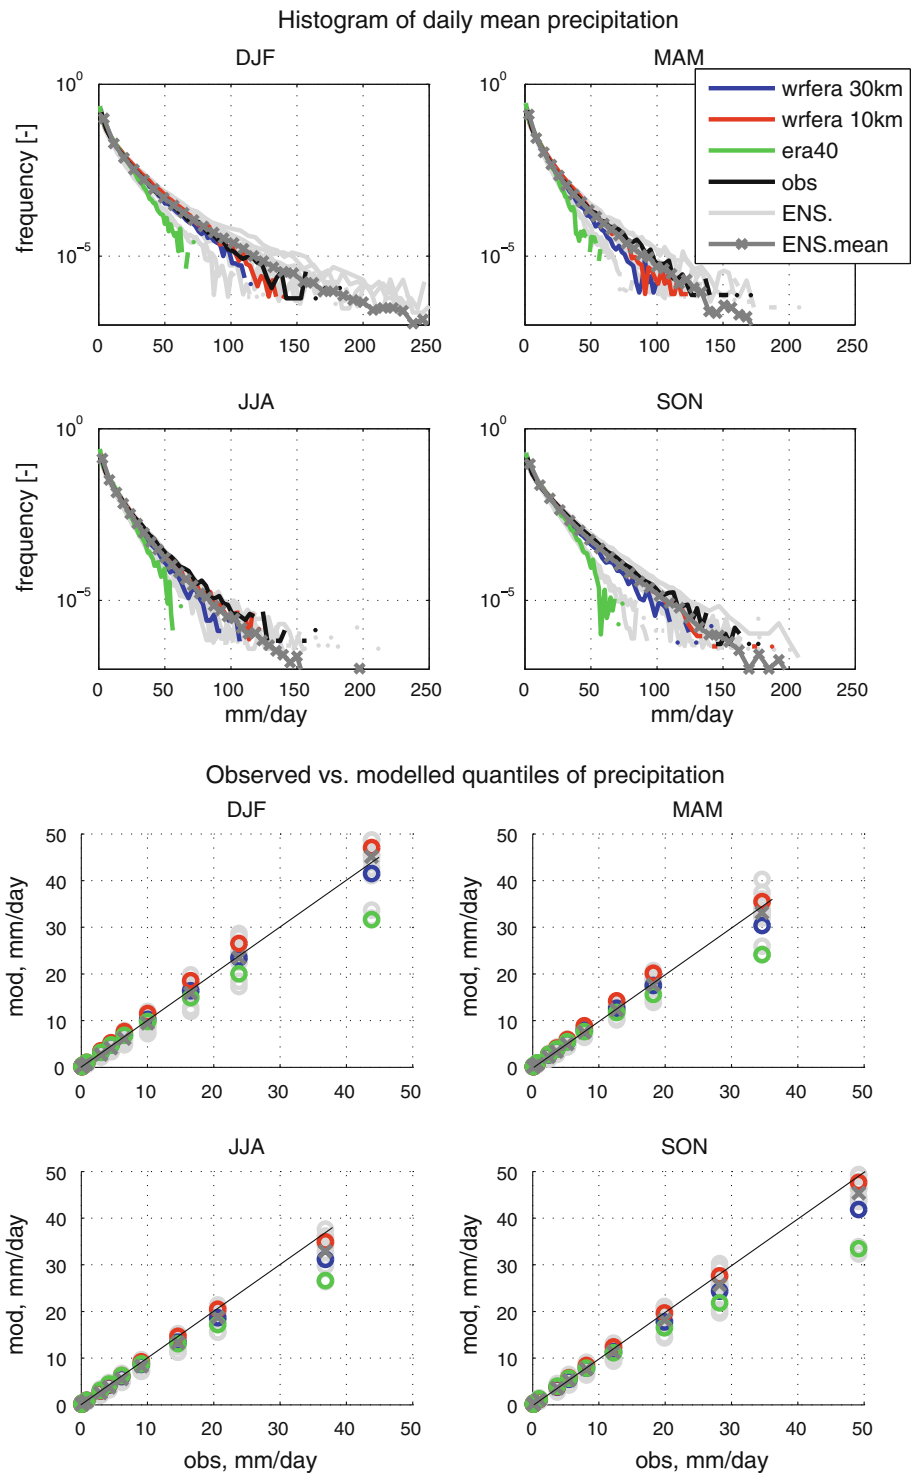 Histogram of daily mean precipitation
DJF
MAM
frequency [-]
10^0
10^-5
0 50 100 150 200 250
10^0
10^-5
0 50 100 150 200 250
wrfera 30km
wrfera 10km
era40
obs
ENS.
ENS.mean
JJA
SON
frequency [-]
10^0
10^-5
0 50 100 150 200 250
mm/day
10^0
10^-5
0 50 100 150 200 250
mm/day
Observed vs. modelled quantiles of precipitation
DJF
MAM
mod, mm/day
50
40
30
20
10
0
0 10 20 30 40 50
mod, mm/day
50
40
30
20
10
0
0 10 20 30 40 50
JJA
SON
mod, mm/day
50
40
30
20
10
0
0 10 20 30 40 50
obs, mm/day
mod, mm/day
50
40
30
20
10
0
0 10 20 30 40 50
obs, mm/day